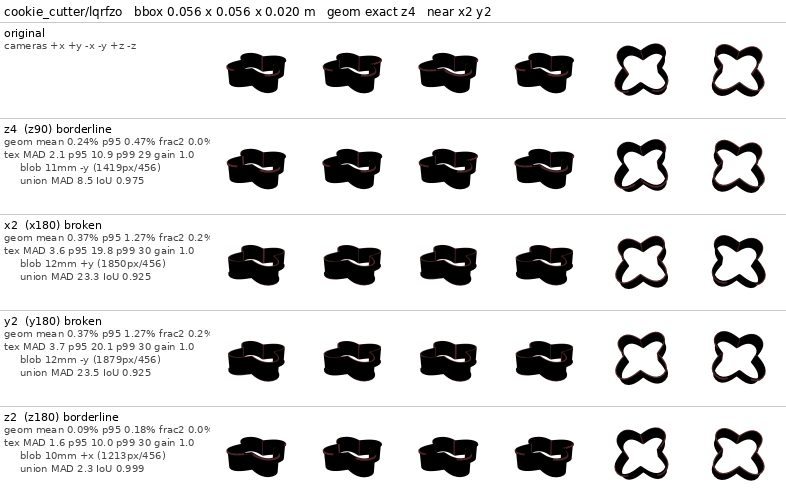 cookie_cutter/lqrfzo bbox 0.056 x 0.056 x 0.020 m geom exact z4 near x2 y2
original
cameras +x +y -x -y +z -z
z4 (z90) borderline
geom mean 0.24% p95 0.47% frac2 0.0%
tex MAD 2.1 p95 10.9 p99 29 gain 1.0
blob 11mm -y (1419px/456)
union MAD 8.5 IoU 0.975
x2 (x180) broken
geom mean 0.37% p95 1.27% frac2 0.2%
tex MAD 3.6 p95 19.8 p99 30 gain 1.0
blob 12mm +y (1850px/456)
union MAD 23.3 IoU 0.925
y2 (y180) broken
geom mean 0.37% p95 1.27% frac2 0.2%
tex MAD 3.7 p95 20.1 p99 30 gain 1.0
blob 12mm -y (1879px/456)
union MAD 23.5 IoU 0.925
z2 (z180) borderline
geom mean 0.09% p95 0.18% frac2 0.0%
tex MAD 1.6 p95 10.0 p99 30 gain 1.0
blob 10mm +x (1213px/456)
union MAD 2.3 IoU 0.999